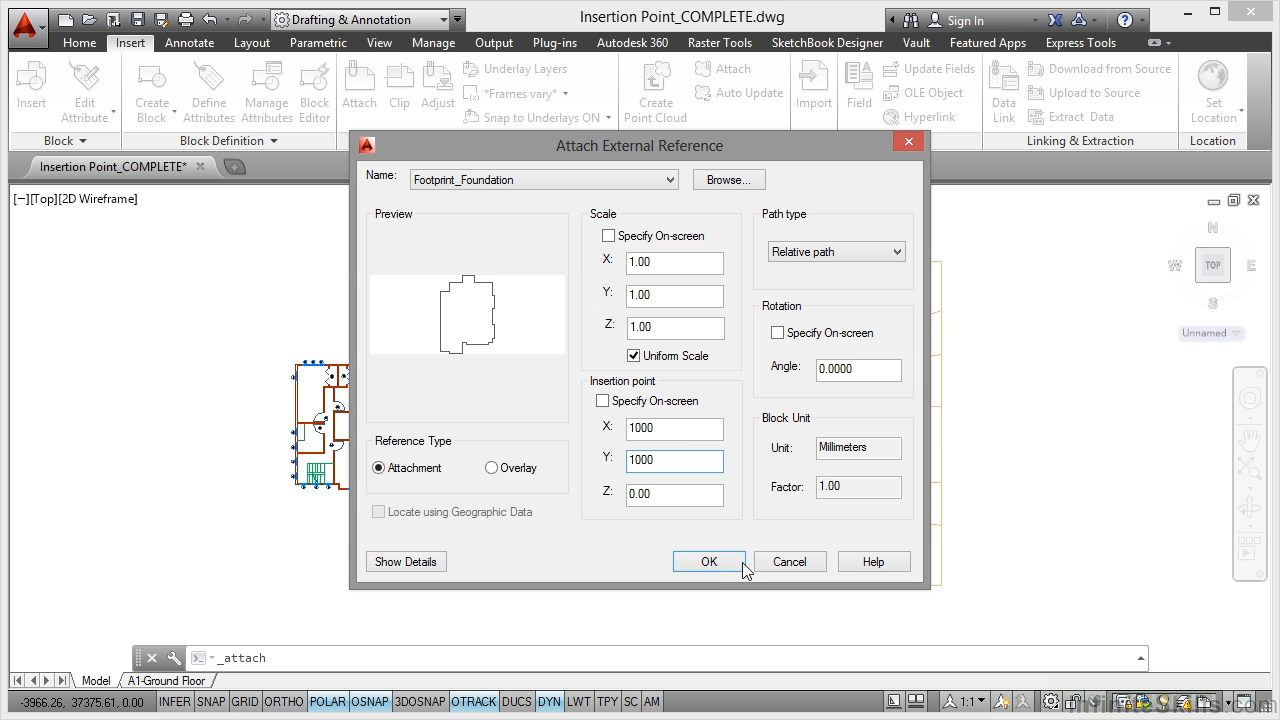 Drafting & Annotation
Insertion Point_COMPLETE.dwg
Sign In
Home Insert Annotate Layout Parametric View Manage Output Plug-ins Autodesk 360 Raster Tools SketchBook Designer Vault Featured Apps Express Tools
Insert
Edit Attribute
Create Block
Define Attributes
Manage Attributes
Block Editor
Attach
Clip
Adjust
Underlay Layers
*Frames vary*
Snap to Underlays ON
Create Point Cloud
Attach
Auto Update
Import
Field
Update Fields
OLE Object
Hyperlink
Data Link
Download from Source
Upload to Source
Extract Data
Set Location
Block
Block Definition
Linking & Extraction
Location
Insertion Point_COMPLETE*
[−][Top][2D Wireframe]
Attach External Reference
Name: Footprint_Foundation Browse...
Preview
Scale
Specify On-screen
X: 1.00
Y: 1.00
Z: 1.00
Uniform Scale
Path type
Relative path
Rotation
Specify On-screen
Angle: 0.0000
Insertion point
Specify On-screen
X: 1000
Y: 1000
Z: 0.00
Block Unit
Unit: Millimeters
Factor: 1.00
Reference Type
Attachment Overlay
Locate using Geographic Data
Show Details OK Cancel Help
N
W TOP E
S
Unnamed
_attach
Model A1-Ground Floor
-3966.26, 37375.61, 0.00 INFER SNAP GRID ORTHO POLAR OSNAP 3DOSNAP OTRACK DUCS DYN LWT TPY SC AM
1:1
InfiniteSkills.com